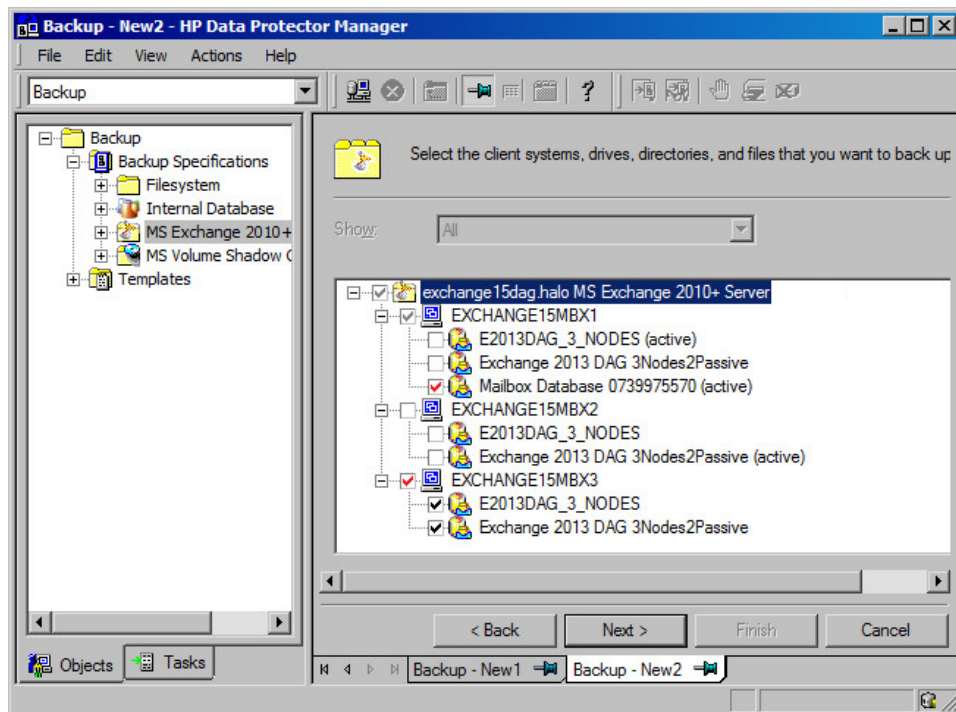 Backup - New2 - HP Data Protector Manager
File Edit View Actions Help
Backup
Backup
Backup Specifications
Filesystem
Internal Database
MS Exchange 2010+
MS Volume Shadow C
Templates
Objects
Tasks
Select the client systems, drives, directories, and files that you want to back up
Show:
All
exchange15dag.halo MS Exchange 2010+ Server
EXCHANGE15MBX1
E2013DAG_3_NODES (active)
Exchange 2013 DAG 3Nodes2Passive
Mailbox Database 0739975570 (active)
EXCHANGE15MBX2
E2013DAG_3_NODES
Exchange 2013 DAG 3Nodes2Passive (active)
EXCHANGE15MBX3
E2013DAG_3_NODES
Exchange 2013 DAG 3Nodes2Passive
< Back Next > Finish Cancel
Backup - New1 Backup - New2